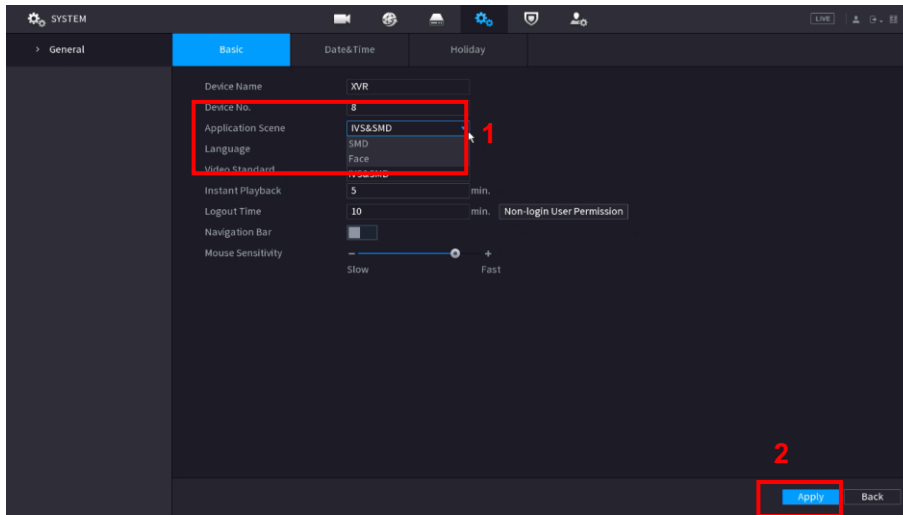 SYSTEM
LIVE
General
Basic
Date&Time
Holiday
Device Name
XVR
Device No.
8
Application Scene
IVS&SMD
1
Language
SMD
Face
Video Standard
IVS&SMD
Instant Playback
5
min.
Logout Time
10
min.
Non-login User Permission
Navigation Bar
Mouse Sensitivity
- +
Slow
Fast
2
Apply
Back